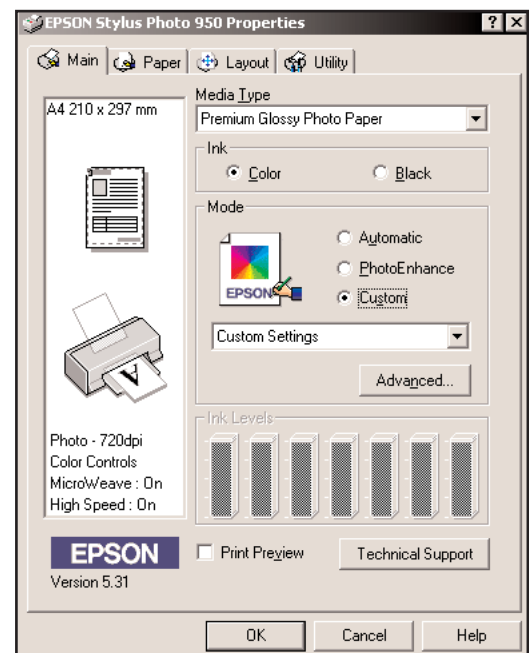 EPSON Stylus Photo 950 Properties
? X
Main Paper Layout Utility
A4 210 x 297 mm
Media Type
Premium Glossy Photo Paper
Ink
Color Black
Mode
EPSON
Automatic
PhotoEnhance
Custom
Custom Settings
Advanced...
A
Ink Levels
Photo - 720dpi
Color Controls
MicroWeave : On
High Speed : On
EPSON
Version 5.31
Print Preview
Technical Support
OK Cancel Help